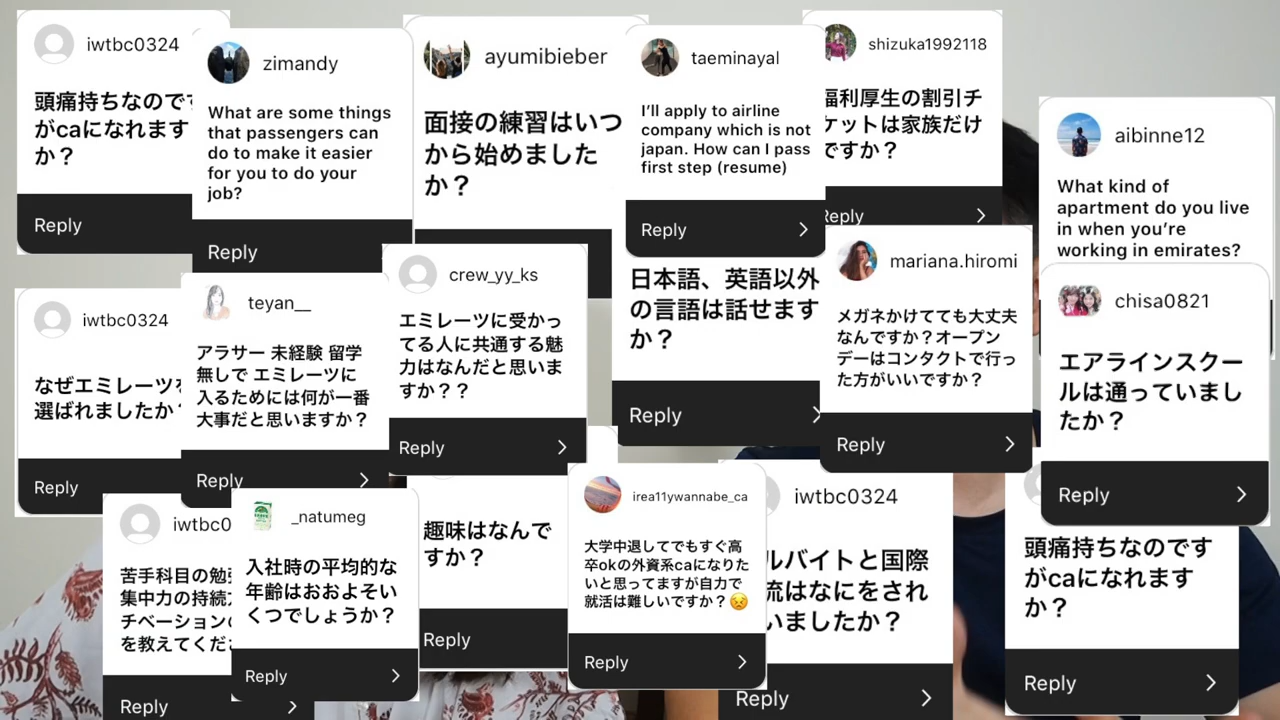 iwtbc0324
頭痛持ちなのです
がcaになれます
か?
Reply
zimandy
What are some things
that passengers can
do to make it easier
for you to do your
job?
Reply
ayumibieber
面接の練習はいつ
から始めました
か?
taeminayal
I'll apply to airline
company which is not
japan. How can I pass
first step (resume)
Reply
shizuka1992118
福利厚生の割引チ
ケットは家族だけ
ですか?
Reply
aibinne12
What kind of
apartment do you live
in when you're
working in emirates?
iwtbc0324
なぜエミレーツを
選ばれましたか?
Reply
teyan__
アラサー 未経験 留学
無しで エミレーツに
入るためには何が一番
大事だと思いますか?
Reply
crew_yy_ks
エミレーツに受かっ
てる人に共通する魅
力はなんだと思いま
すか??
Reply
日本語、英語以外
の言語は話せます
か?
Reply
mariana.hiromi
メガネかけてても大丈夫
なんですか?オープン
デーはコンタクトで行っ
た方がいいですか?
Reply
chisa0821
エアラインスクー
ルは通っていまし
たか?
Reply
iwtbc0
苦手科目の勉
集中力の持続
チベーションの
を教えてくださ
Reply
_natumeg
入社時の平均的な
年齢はおおよそい
くつでしょうか?
Reply
趣味はなんで
すか?
Reply
irea11ywannabe_ca
大学中退してでもすぐ高
卒okの外資系caになりた
いと思ってますが自力で
就活は難しいですか?😣
Reply
iwtbc0324
ルバイトと国際
流はなにをされ
いましたか?
Reply
頭痛持ちなのです
がcaになれます
か?
Reply